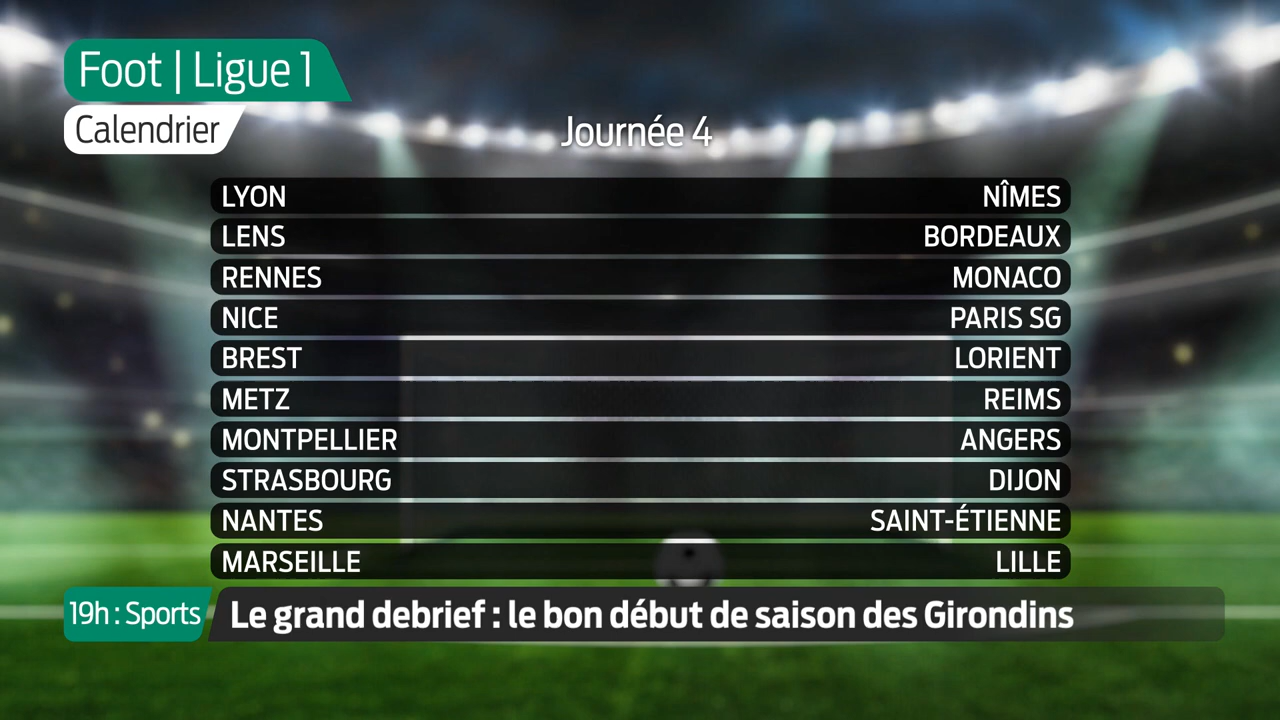 Foot | Ligue 1
Calendrier
Journée 4
LYON NÎMES
LENS BORDEAUX
RENNES MONACO
NICE PARIS SG
BREST LORIENT
METZ REIMS
MONTPELLIER ANGERS
STRASBOURG DIJON
NANTES SAINT-ÉTIENNE
MARSEILLE LILLE
19h : Sports Le grand debrief : le bon début de saison des Girondins